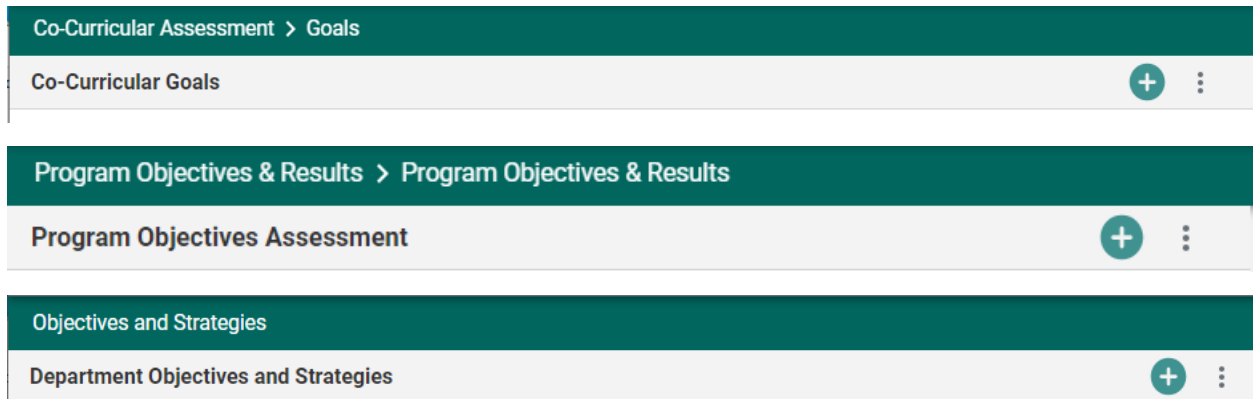 Co-Curricular Assessment > Goals
Co-Curricular Goals
Program Objectives & Results > Program Objectives & Results
Program Objectives Assessment
Objectives and Strategies
Department Objectives and Strategies